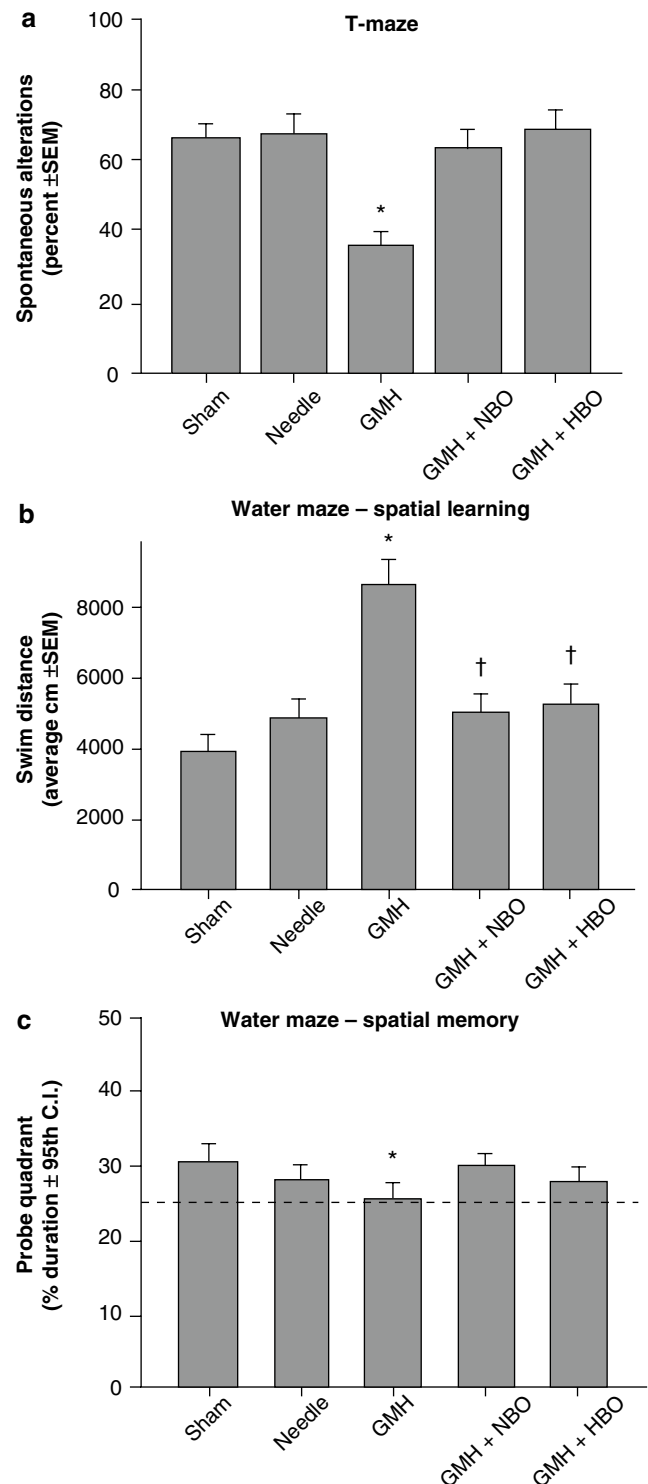 a
T-maze
Spontaneous alterations
(percent ±SEM)
100
80
60
40
20
0
*
Sham
Needle
GMH
GMH + NBO
GMH + HBO
b
Water maze – spatial learning
Swim distance
(average cm ±SEM)
8000
6000
4000
2000
0
*
†
†
Sham
Needle
GMH
GMH + NBO
GMH + HBO
c
Water maze – spatial memory
Probe quadrant
(% duration ± 95th C.I.)
50
40
30
20
10
0
*
Sham
Needle
GMH
GMH + NBO
GMH + HBO